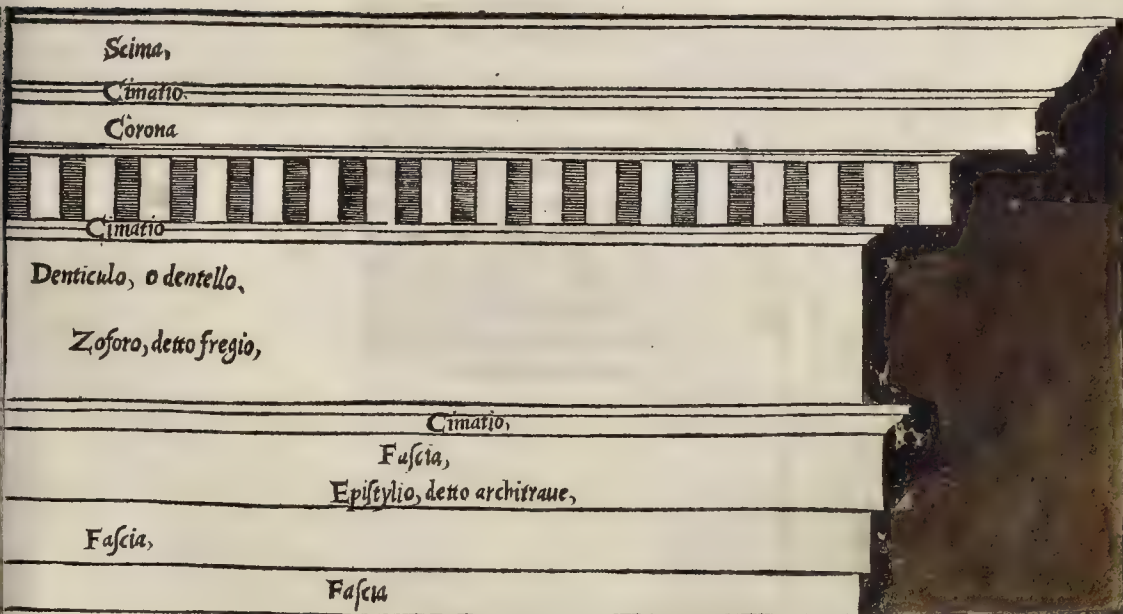 Scima,
Cimatio.
Corona
Cimatio
Denticulo, o dentello,
Zoforo, detto fregio,
Cimatio,
Faſcia,
Epiſtylio, detto architraue,
Faſcia,
Faſcia